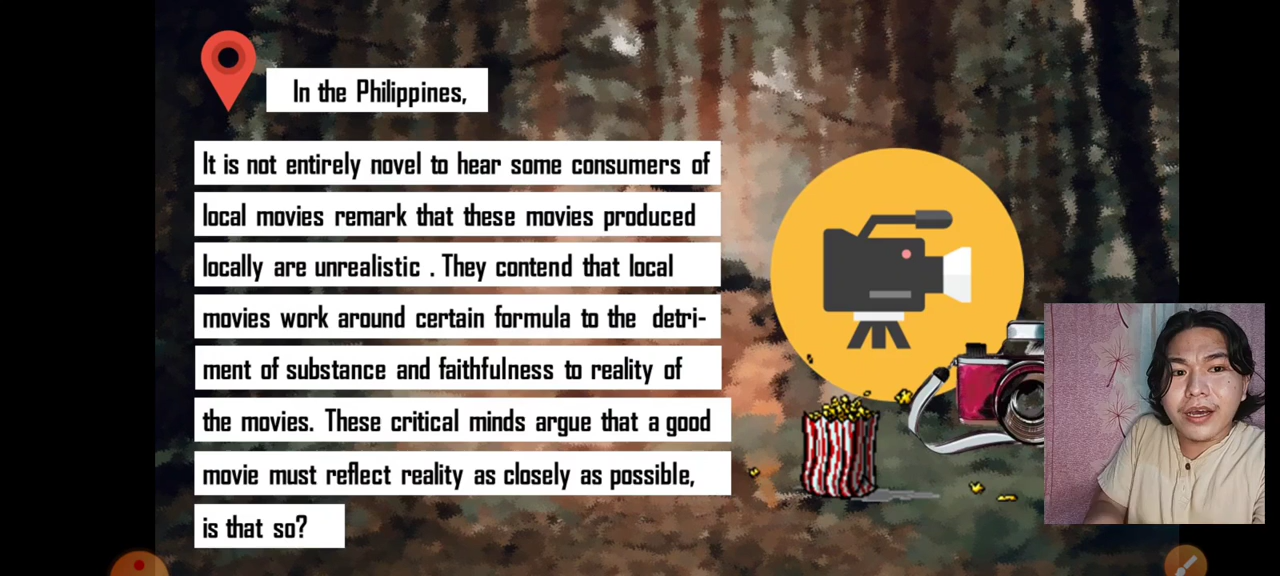 In the Philippines,
It is not entirely novel to hear some consumers of
local movies remark that these movies produced
locally are unrealistic . They contend that local
movies work around certain formula to the detri-
ment of substance and faithfulness to reality of
the movies. These critical minds argue that a good
movie must reflect reality as closely as possible,
is that so?